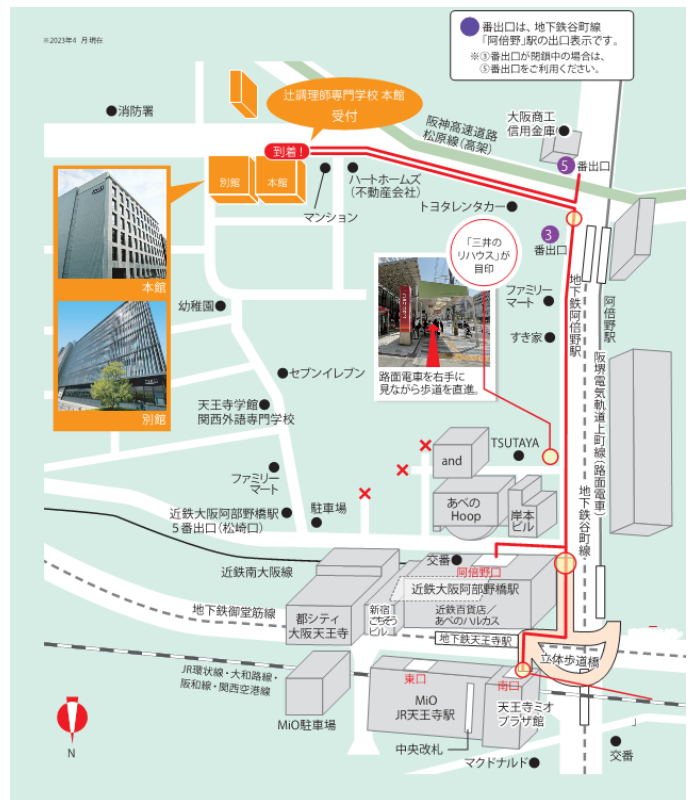 ※2023年4 月 明在
●番出口は、地下鉄谷町線
「阿倍野」駅の出口表示です。
※③番出口が閉鎖中の場合は、
⑤番出口をご利用ください。
辻調理師専門学校 本館
受付
消防署
到着!
別館
本館
マンション
ハートホームズ
(不動産会社)
阪神高速道路
松原線(高架)
大阪商工
信用金庫
5 番出口
トヨタレンタカー
3
番出口
「三井の
リハウス」が
目印
本館
別館
幼稚園
ファミリー
マート
すき家
地下鉄阿倍野駅
阿倍野駅
阪堺電気軌道上町線(路面電車)
地下鉄谷町線
路面電車を右手に
見ながら歩道を直進。
セブンイレブン
天王寺学館
関西外語専門学校
TSUTAYA
and
ファミリー
マート
あべの
Hoop
岸本
ビル
近鉄大阪阿部野橋駅
5番出口(松崎口)
駐車場
交番
阿倍野口
近鉄南大阪線
近鉄大阪阿部野橋駅
近鉄百貨店/
あべのハルカス
地下鉄御堂筋線
都シティ
大阪天王寺
新宿
ごちそう
ビル
地下鉄天王寺駅
立体歩道橋
JR環状線・大和路線・
阪和線・関西空港線
東口
南口
MiO
JR天王寺駅
天王寺ミオ
プラザ館
MiO駐車場
中央改札
マクドナルド
交番
N